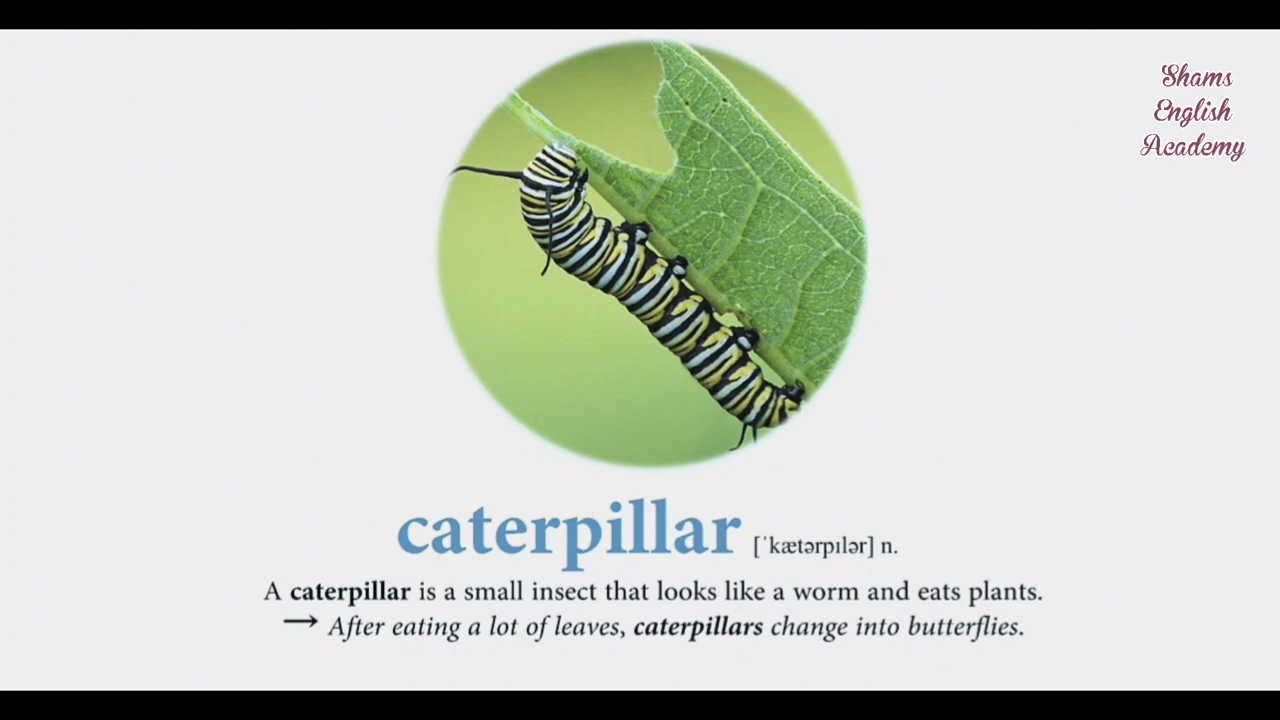 Shams
English
Academy
caterpillar [ˈkætərpɪlər] n.
A caterpillar is a small insect that looks like a worm and eats plants.
→ After eating a lot of leaves, caterpillars change into butterflies.